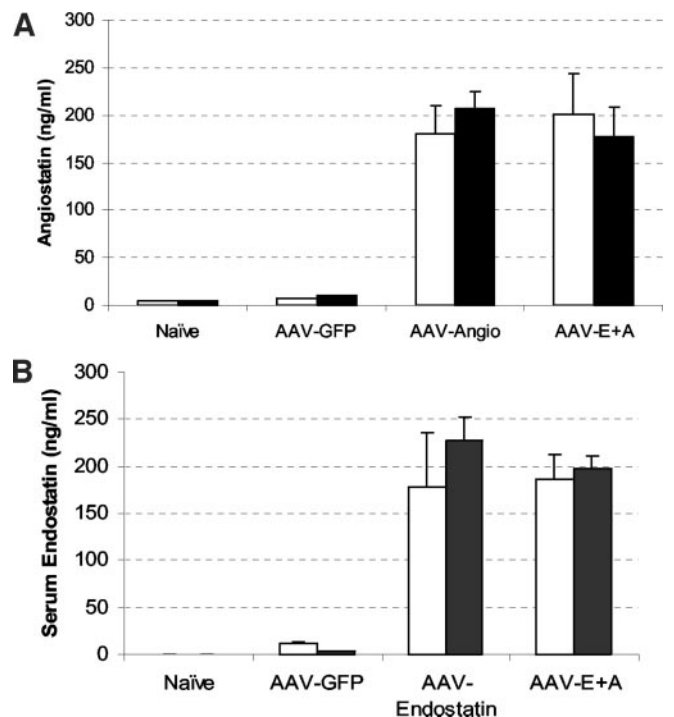 A
Angiostatin (ng/ml)
300
250
200
150
100
50
0
Naïve AAV-GFP AAV-Angio AAV-E+A
B
Serum Endostatin (ng/ml)
300
250
200
150
100
50
0
Naïve AAV-GFP AAV- AAV-E+A
Endostatin